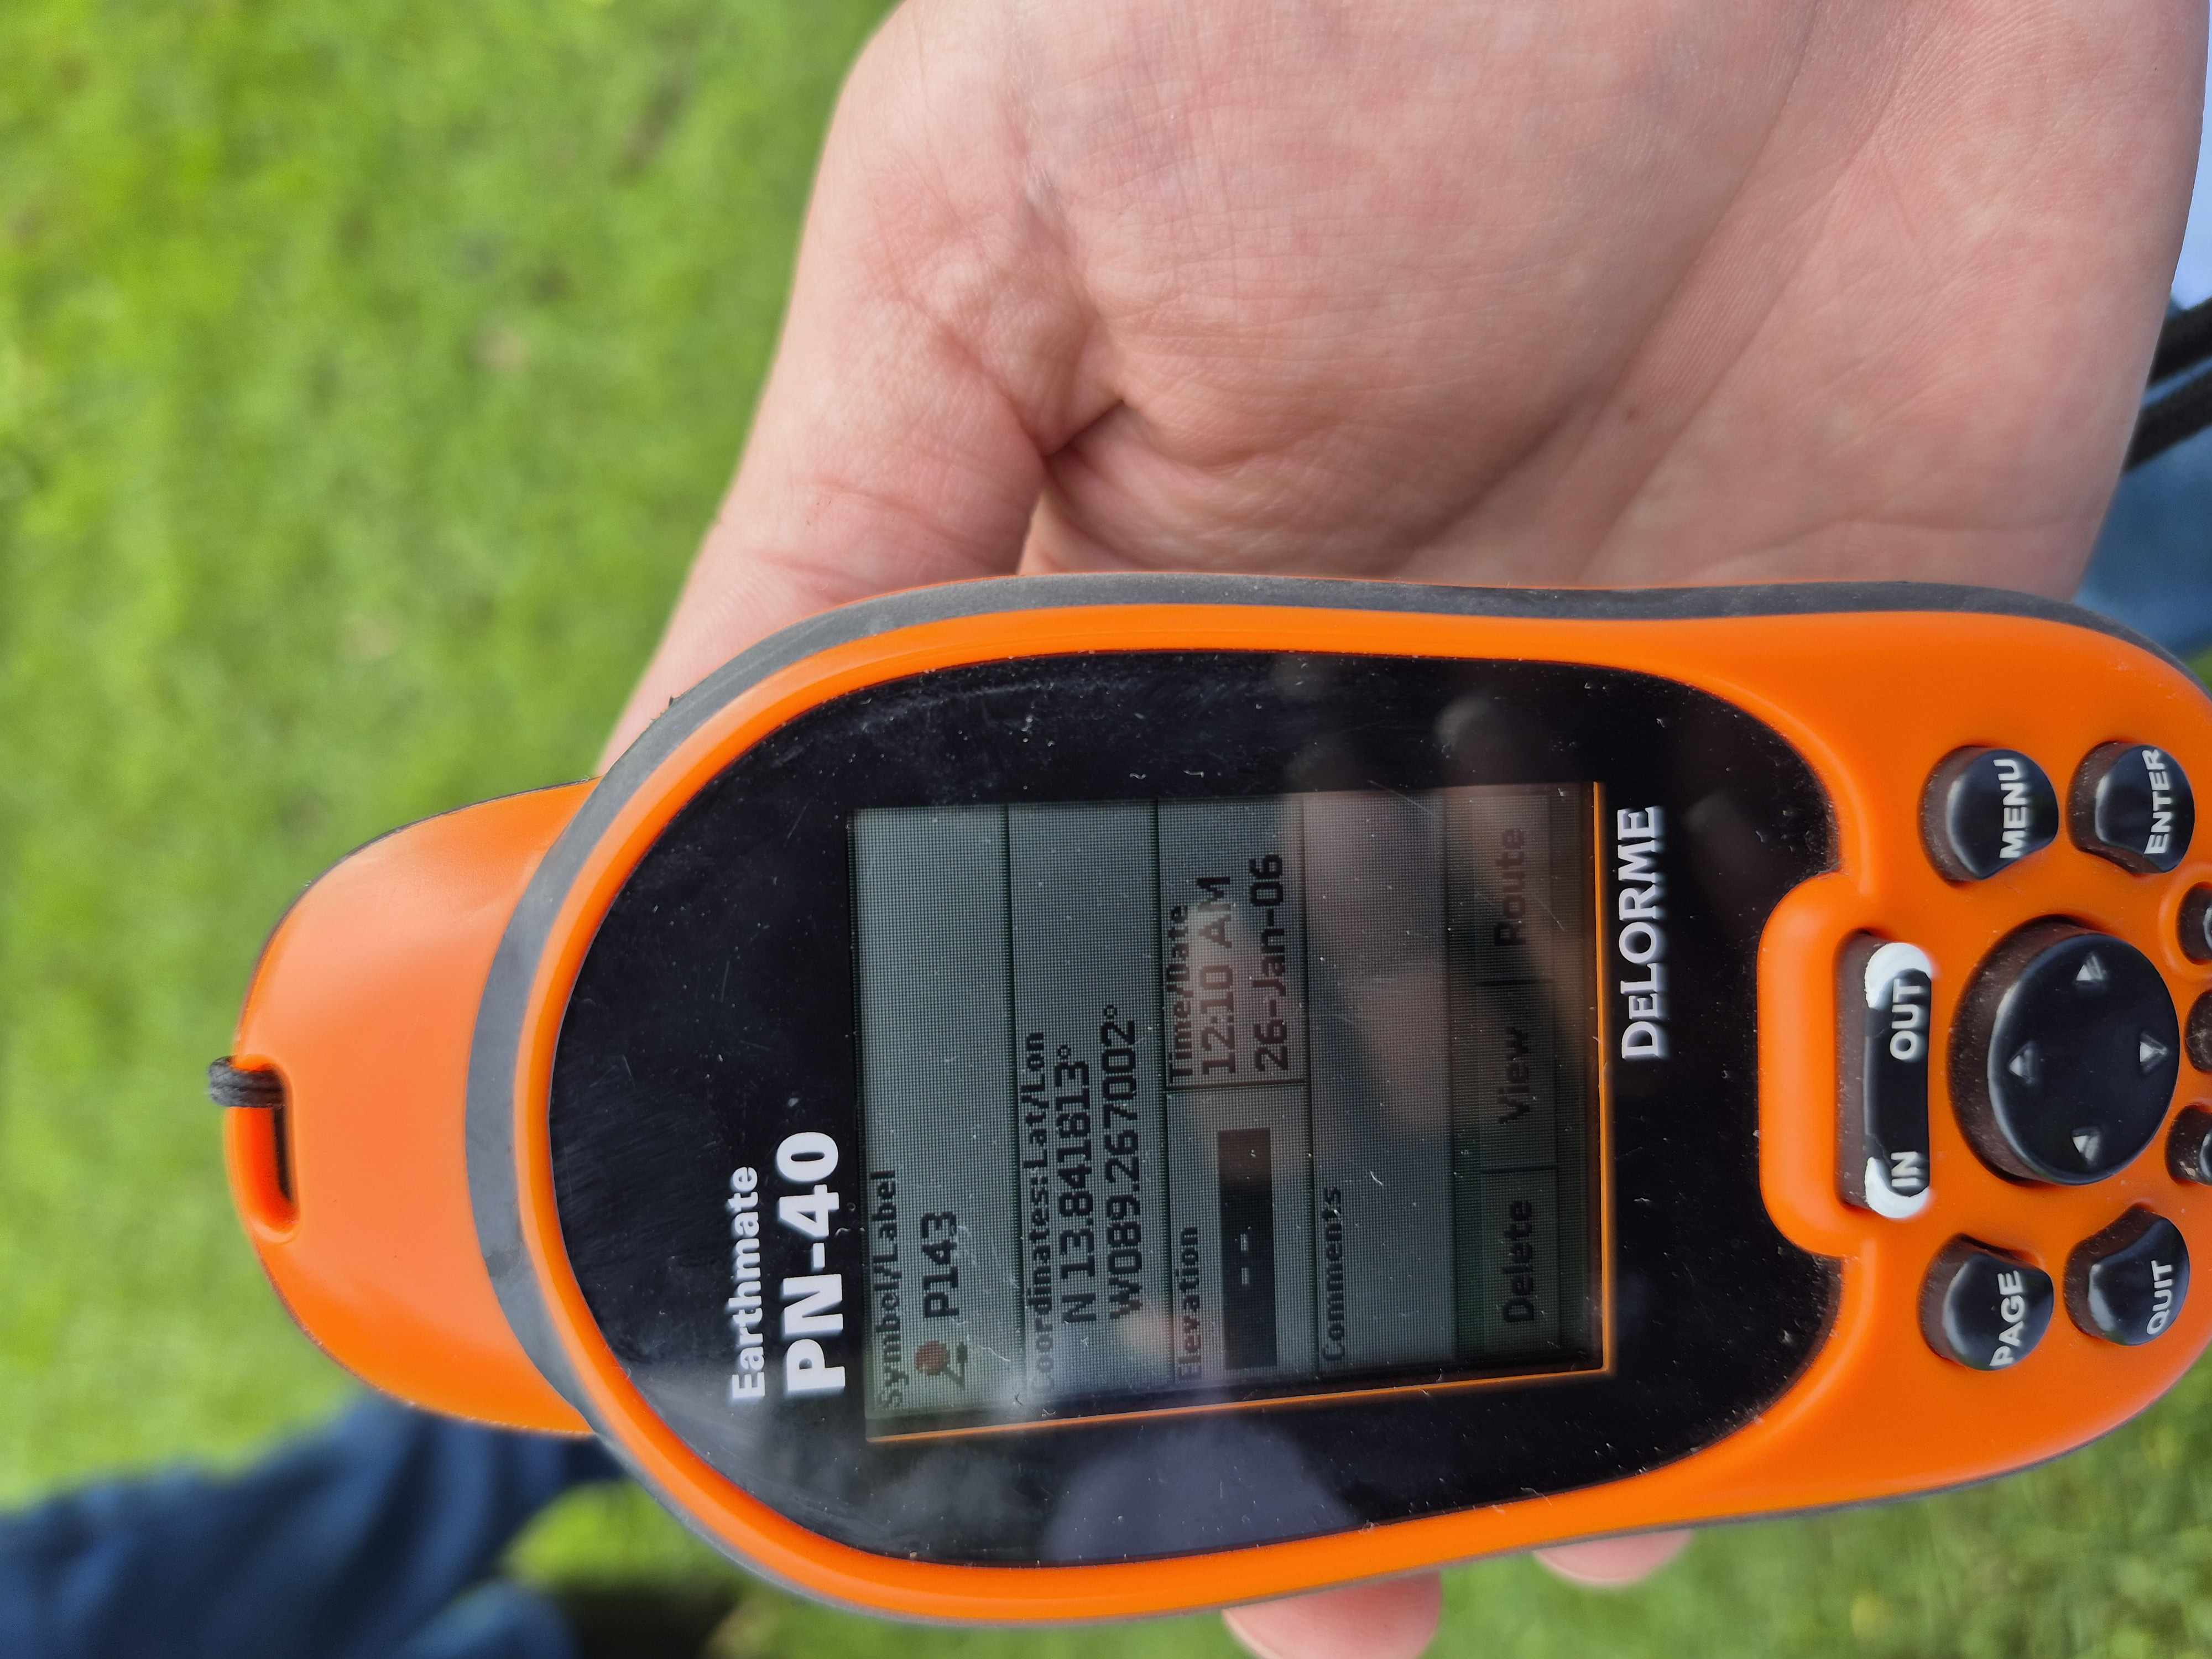 Earthmate
PN-40
Symbol/Label
P143
Coordinates:Lat/Lon
N 13.841813°
W089.267002°
Elevation
--
Time/Date
12:10 AM
26-Jan-06
Comments
Delete View Route
DELORME
IN OUT
PAGE MENU
QUIT ENTER